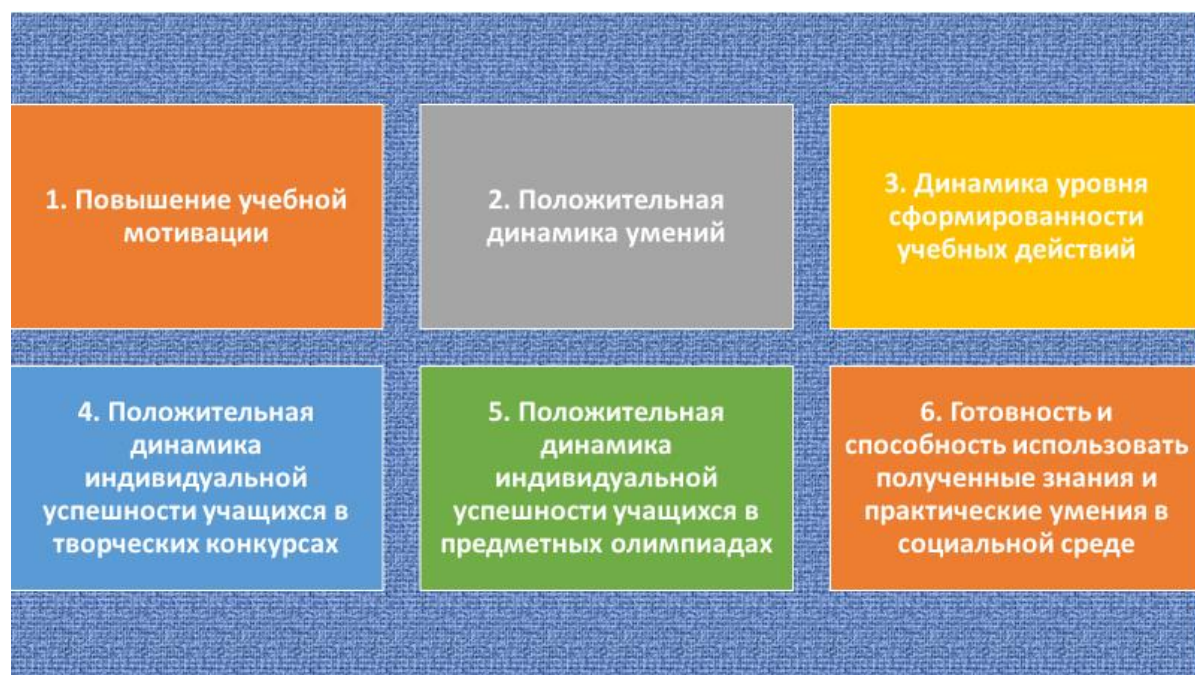 1. Повышение учебной
мотивации
2. Положительная
динамика умений
3. Динамика уровня
сформированности
учебных действий
4. Положительная
динамика
индивидуальной
успешности учащихся в
творческих конкурсах
5. Положительная
динамика
индивидуальной
успешности учащихся в
предметных олимпиадах
6. Готовность и
способность использовать
полученные знания и
практические умения в
социальной среде